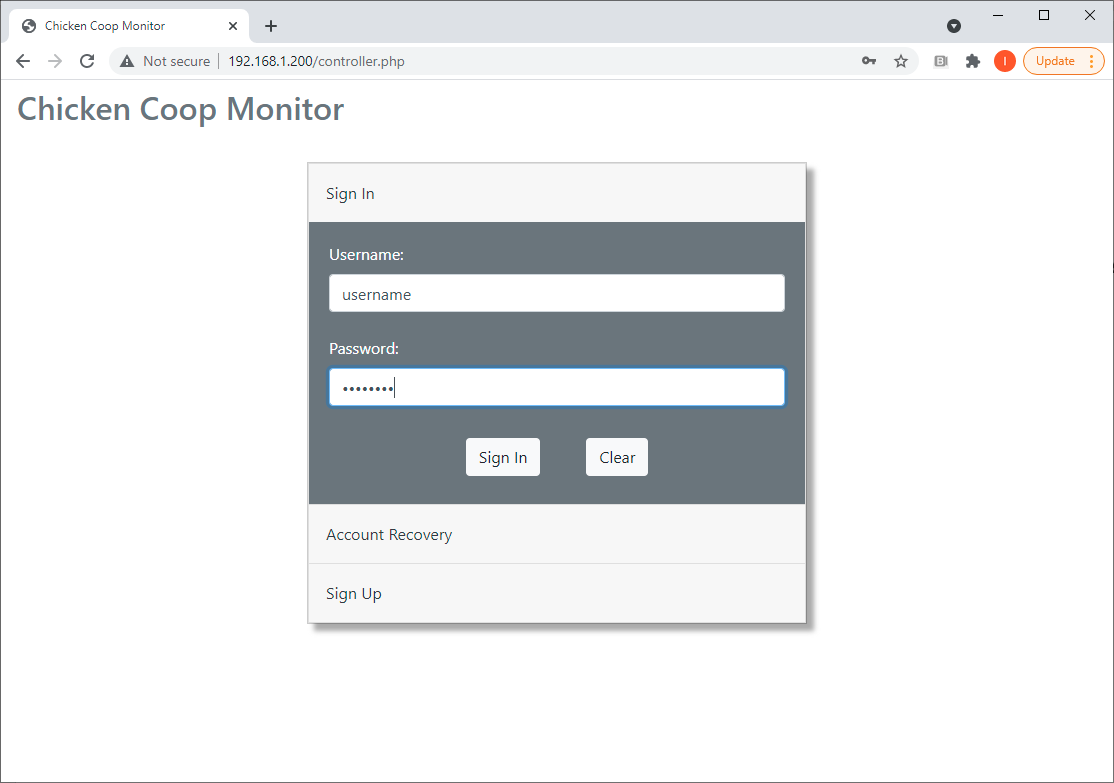 Chicken Coop Monitor
Not secure 192.168.1.200/controller.php I Update
Chicken Coop Monitor
Sign In
Username:
username
Password:
••••••••
Sign In Clear
Account Recovery
Sign Up